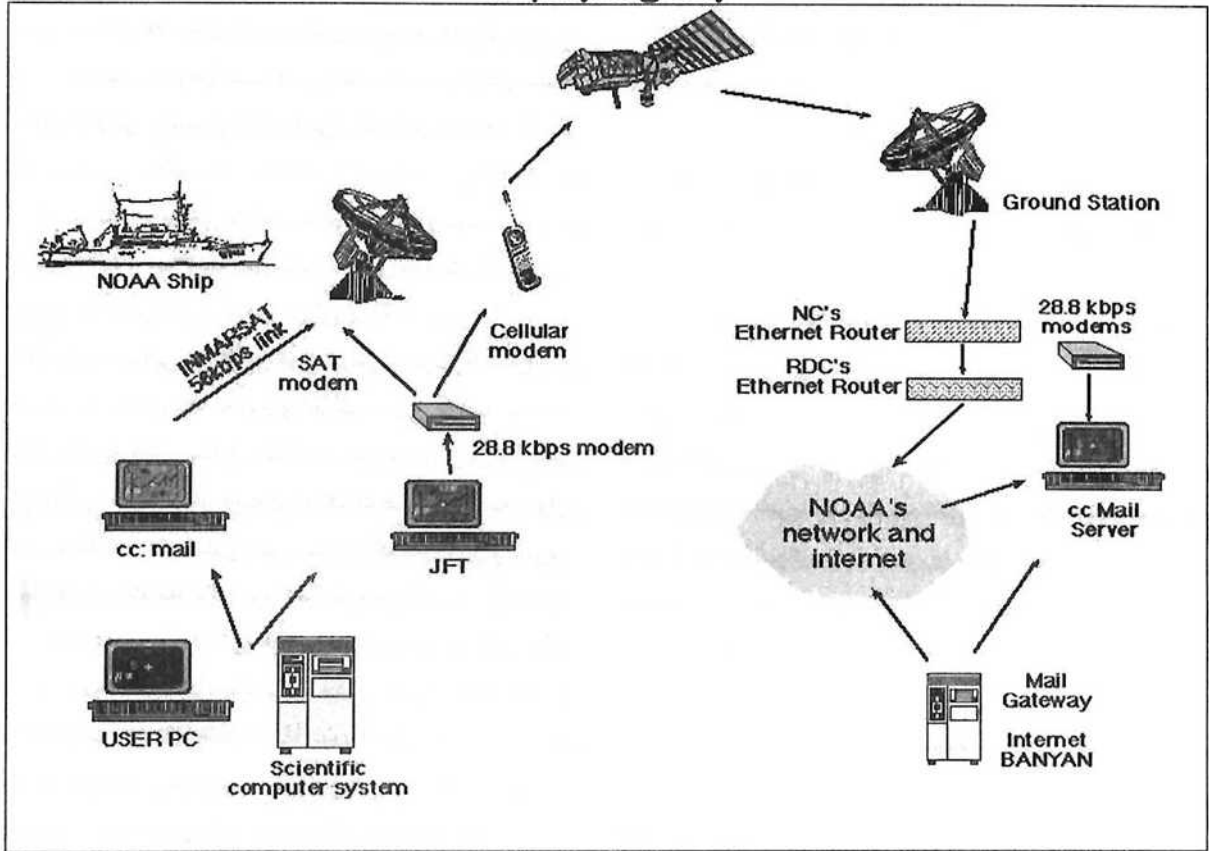 NOAA Ship
Ground Station
INMARSAT
56kbps link
SAT
modem
Cellular
modem
NC's
Ethernet Router
RDC's
Ethernet Router
28.8 kbps
modems
28.8 kbps modem
cc: mail
JFT
NOAA's
network and
internet
cc Mail
Server
USER PC
Scientific
computer system
Mail
Gateway
Internet
BANYAN